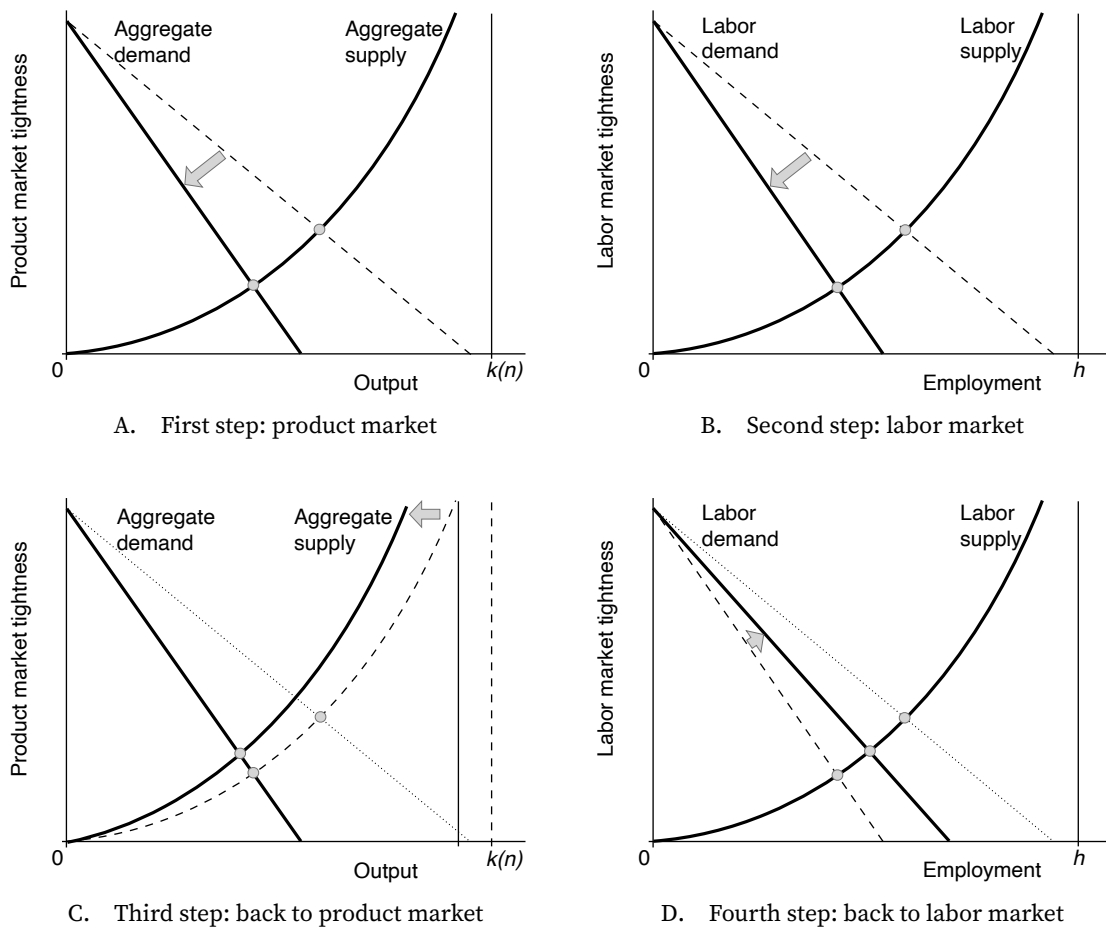 Aggregate
demand
Aggregate
supply
Product market tightness
0
Output
k(n)
A. First step: product market
Labor
demand
Labor
supply
Labor market tightness
0
Employment
h
B. Second step: labor market
Aggregate
demand
Aggregate
supply
Product market tightness
0
Output
k(n)
C. Third step: back to product market
Labor
demand
Labor
supply
Labor market tightness
0
Employment
h
D. Fourth step: back to labor market